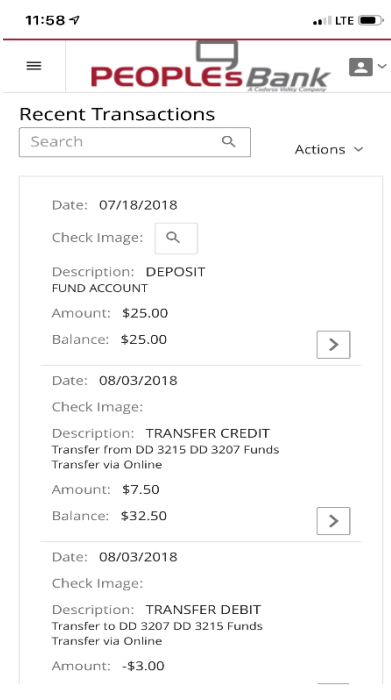 11:58
LTE
PEOPLEsBank
A Codorus Valley Company
Recent Transactions
Search
Actions
Date: 07/18/2018
Check Image:
Description: DEPOSIT
FUND ACCOUNT
Amount: $25.00
Balance: $25.00
Date: 08/03/2018
Check Image:
Description: TRANSFER CREDIT
Transfer from DD 3215 DD 3207 Funds
Transfer via Online
Amount: $7.50
Balance: $32.50
Date: 08/03/2018
Check Image:
Description: TRANSFER DEBIT
Transfer to DD 3207 DD 3215 Funds
Transfer via Online
Amount: -$3.00